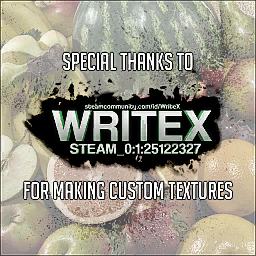 SPECIAL THANKS TO
steamcommunity.com/id/WriteX
WRITEX
STEAM_0:1:25122327
FOR MAKING CUSTOM TEXTURES